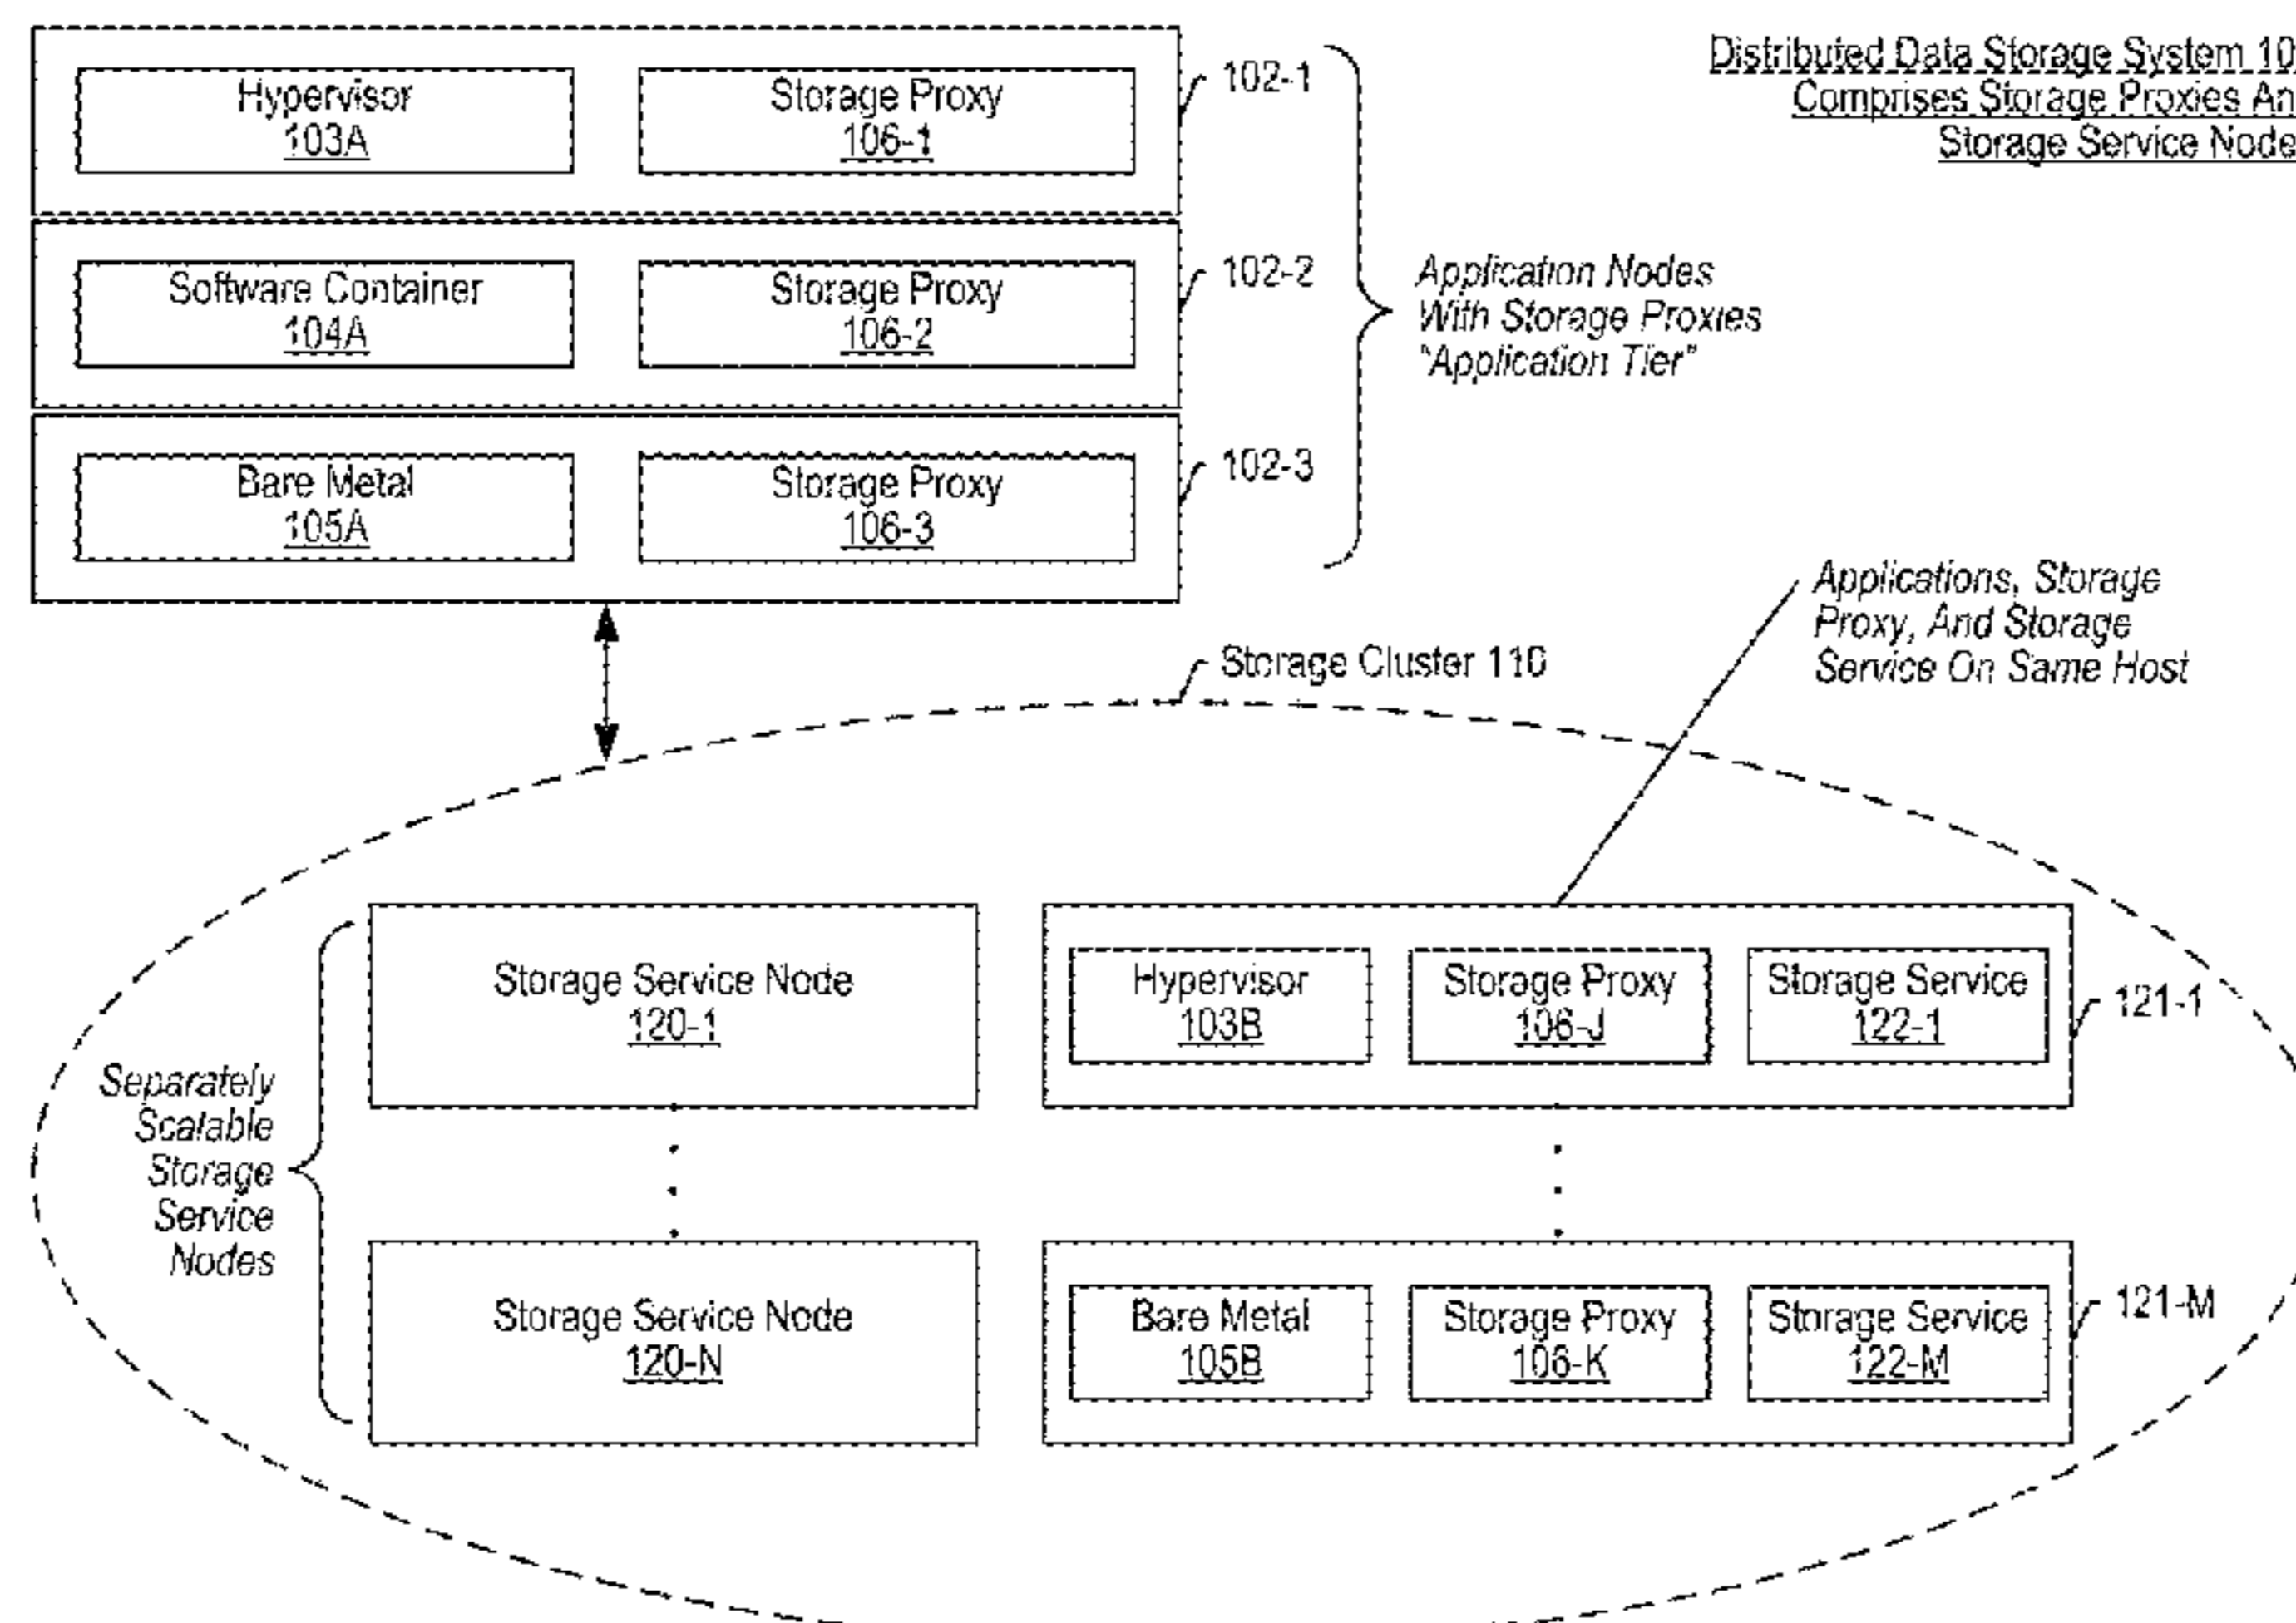 Distributed Data Storage System 10
Comprises Storage Proxies An
Storage Service Node
Hypervisor
103A
Storage Proxy
106-1
102-1
Software Container
104A
Storage Proxy
106-2
102-2
Bare Metal
105A
Storage Proxy
106-3
102-3
Application Nodes
With Storage Proxies
"Application Tier"
Applications, Storage
Proxy, And Storage
Service On Same Host
Storage Cluster 110
Separately
Scalable
Storage
Service
Nodes
Storage Service Node
120-1
Hypervisor
103B
Storage Proxy
106-J
Storage Service
122-1
121-1
Storage Service Node
120-N
Bare Metal
105B
Storage Proxy
106-K
Storage Service
122-M
121-M